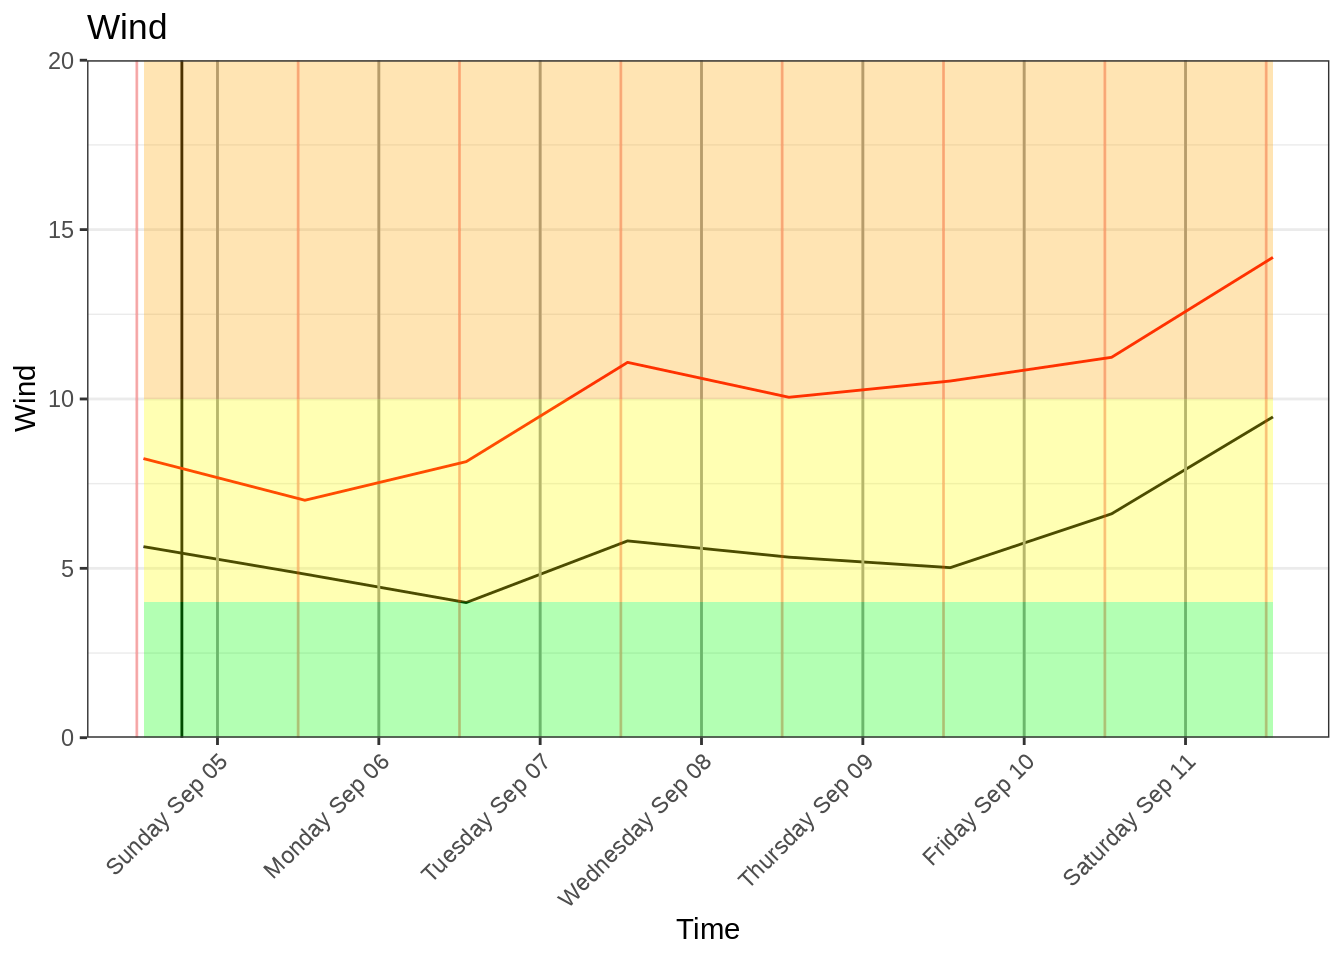 Wind
20
15
10
5
0
Wind
Sunday Sep 05
Monday Sep 06
Tuesday Sep 07
Wednesday Sep 08
Thursday Sep 09
Friday Sep 10
Saturday Sep 11
Time